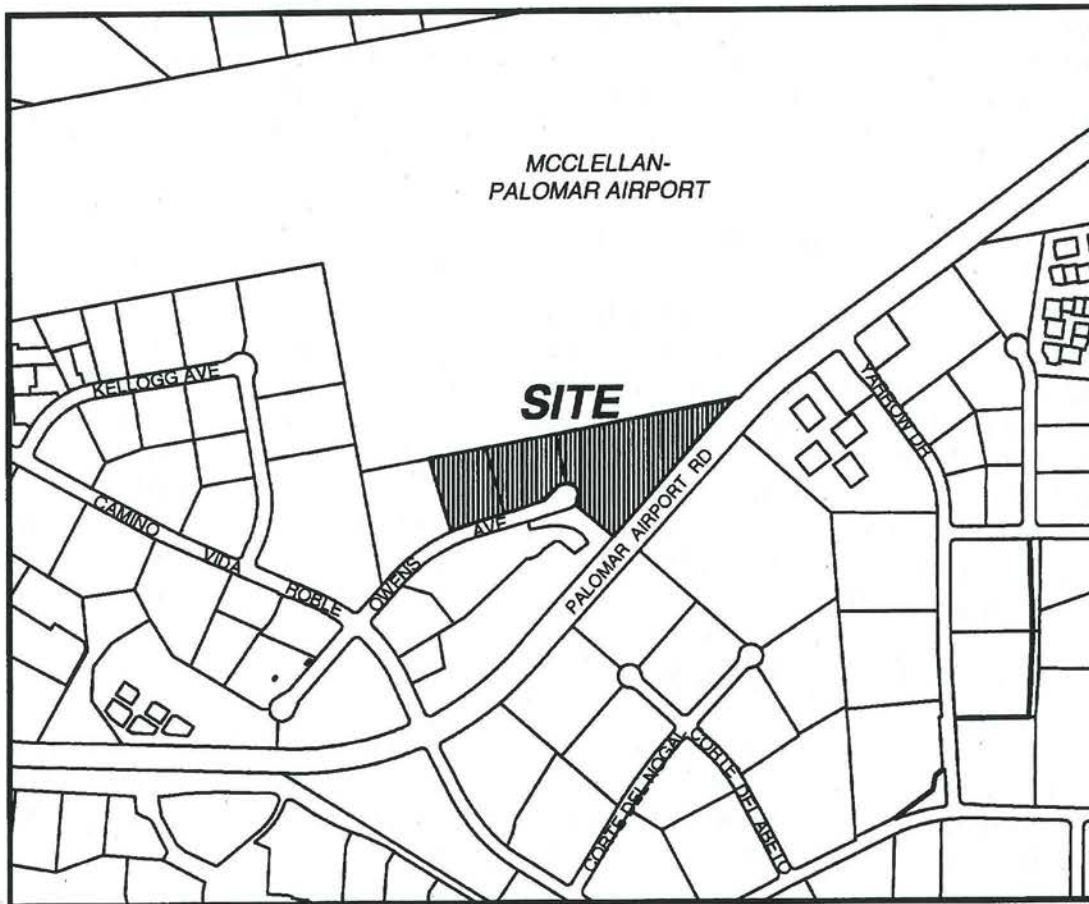 MCCLELLAN-
PALOMAR AIRPORT
KELLOGG AVE
SITE
YARROW DR
CAMINO VIDA ROBLE
OWENS AVE
PALOMAR AIRPORT RD
CORTE DEL NOGAL
CORTE DEL ABETO